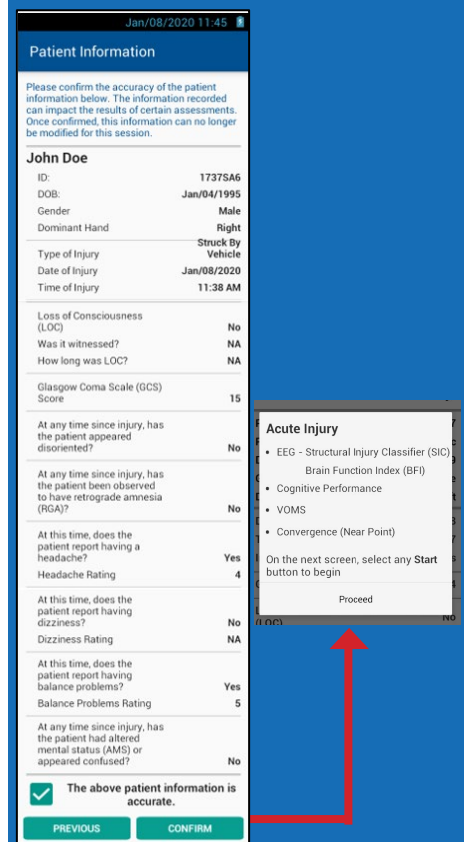 Jan/08/2020 11:45
Patient Information
Please confirm the accuracy of the patient
information below. The information recorded
can impact the results of certain assessments.
Once confirmed, this information can no longer
be modified for this session.
John Doe
ID: 1737SA6
DOB: Jan/04/1995
Gender Male
Dominant Hand Right
Struck By
Type of Injury Vehicle
Date of Injury Jan/08/2020
Time of Injury 11:38 AM
Loss of Consciousness
(LOC) No
Was it witnessed? NA
How long was LOC? NA
Glasgow Coma Scale (GCS)
Score 15
At any time since injury, has
the patient appeared
disoriented? No
At any time since injury, has
the patient been observed
to have retrograde amnesia
(RGA)? No
At this time, does the
patient report having a
headache? Yes
Headache Rating 4
At this time, does the
patient report having
dizziness? No
Dizziness Rating NA
At this time, does the
patient report having
balance problems? Yes
Balance Problems Rating 5
At any time since injury, has
the patient had altered
mental status (AMS) or
appeared confused? No
The above patient information is
accurate.
PREVIOUS CONFIRM
Acute Injury
• EEG - Structural Injury Classifier (SIC)
Brain Function Index (BFI)
• Cognitive Performance
• VOMS
• Convergence (Near Point)
On the next screen, select any Start
button to begin
Proceed
(LOC) No